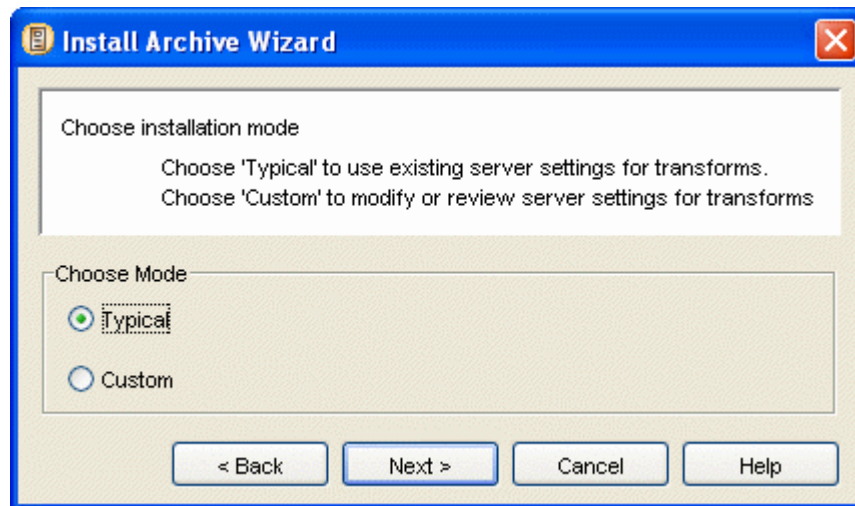 Install Archive Wizard
Choose installation mode
Choose 'Typical' to use existing server settings for transforms.
Choose 'Custom' to modify or review server settings for transforms
Choose Mode
Typical
Custom
< Back Next > Cancel Help